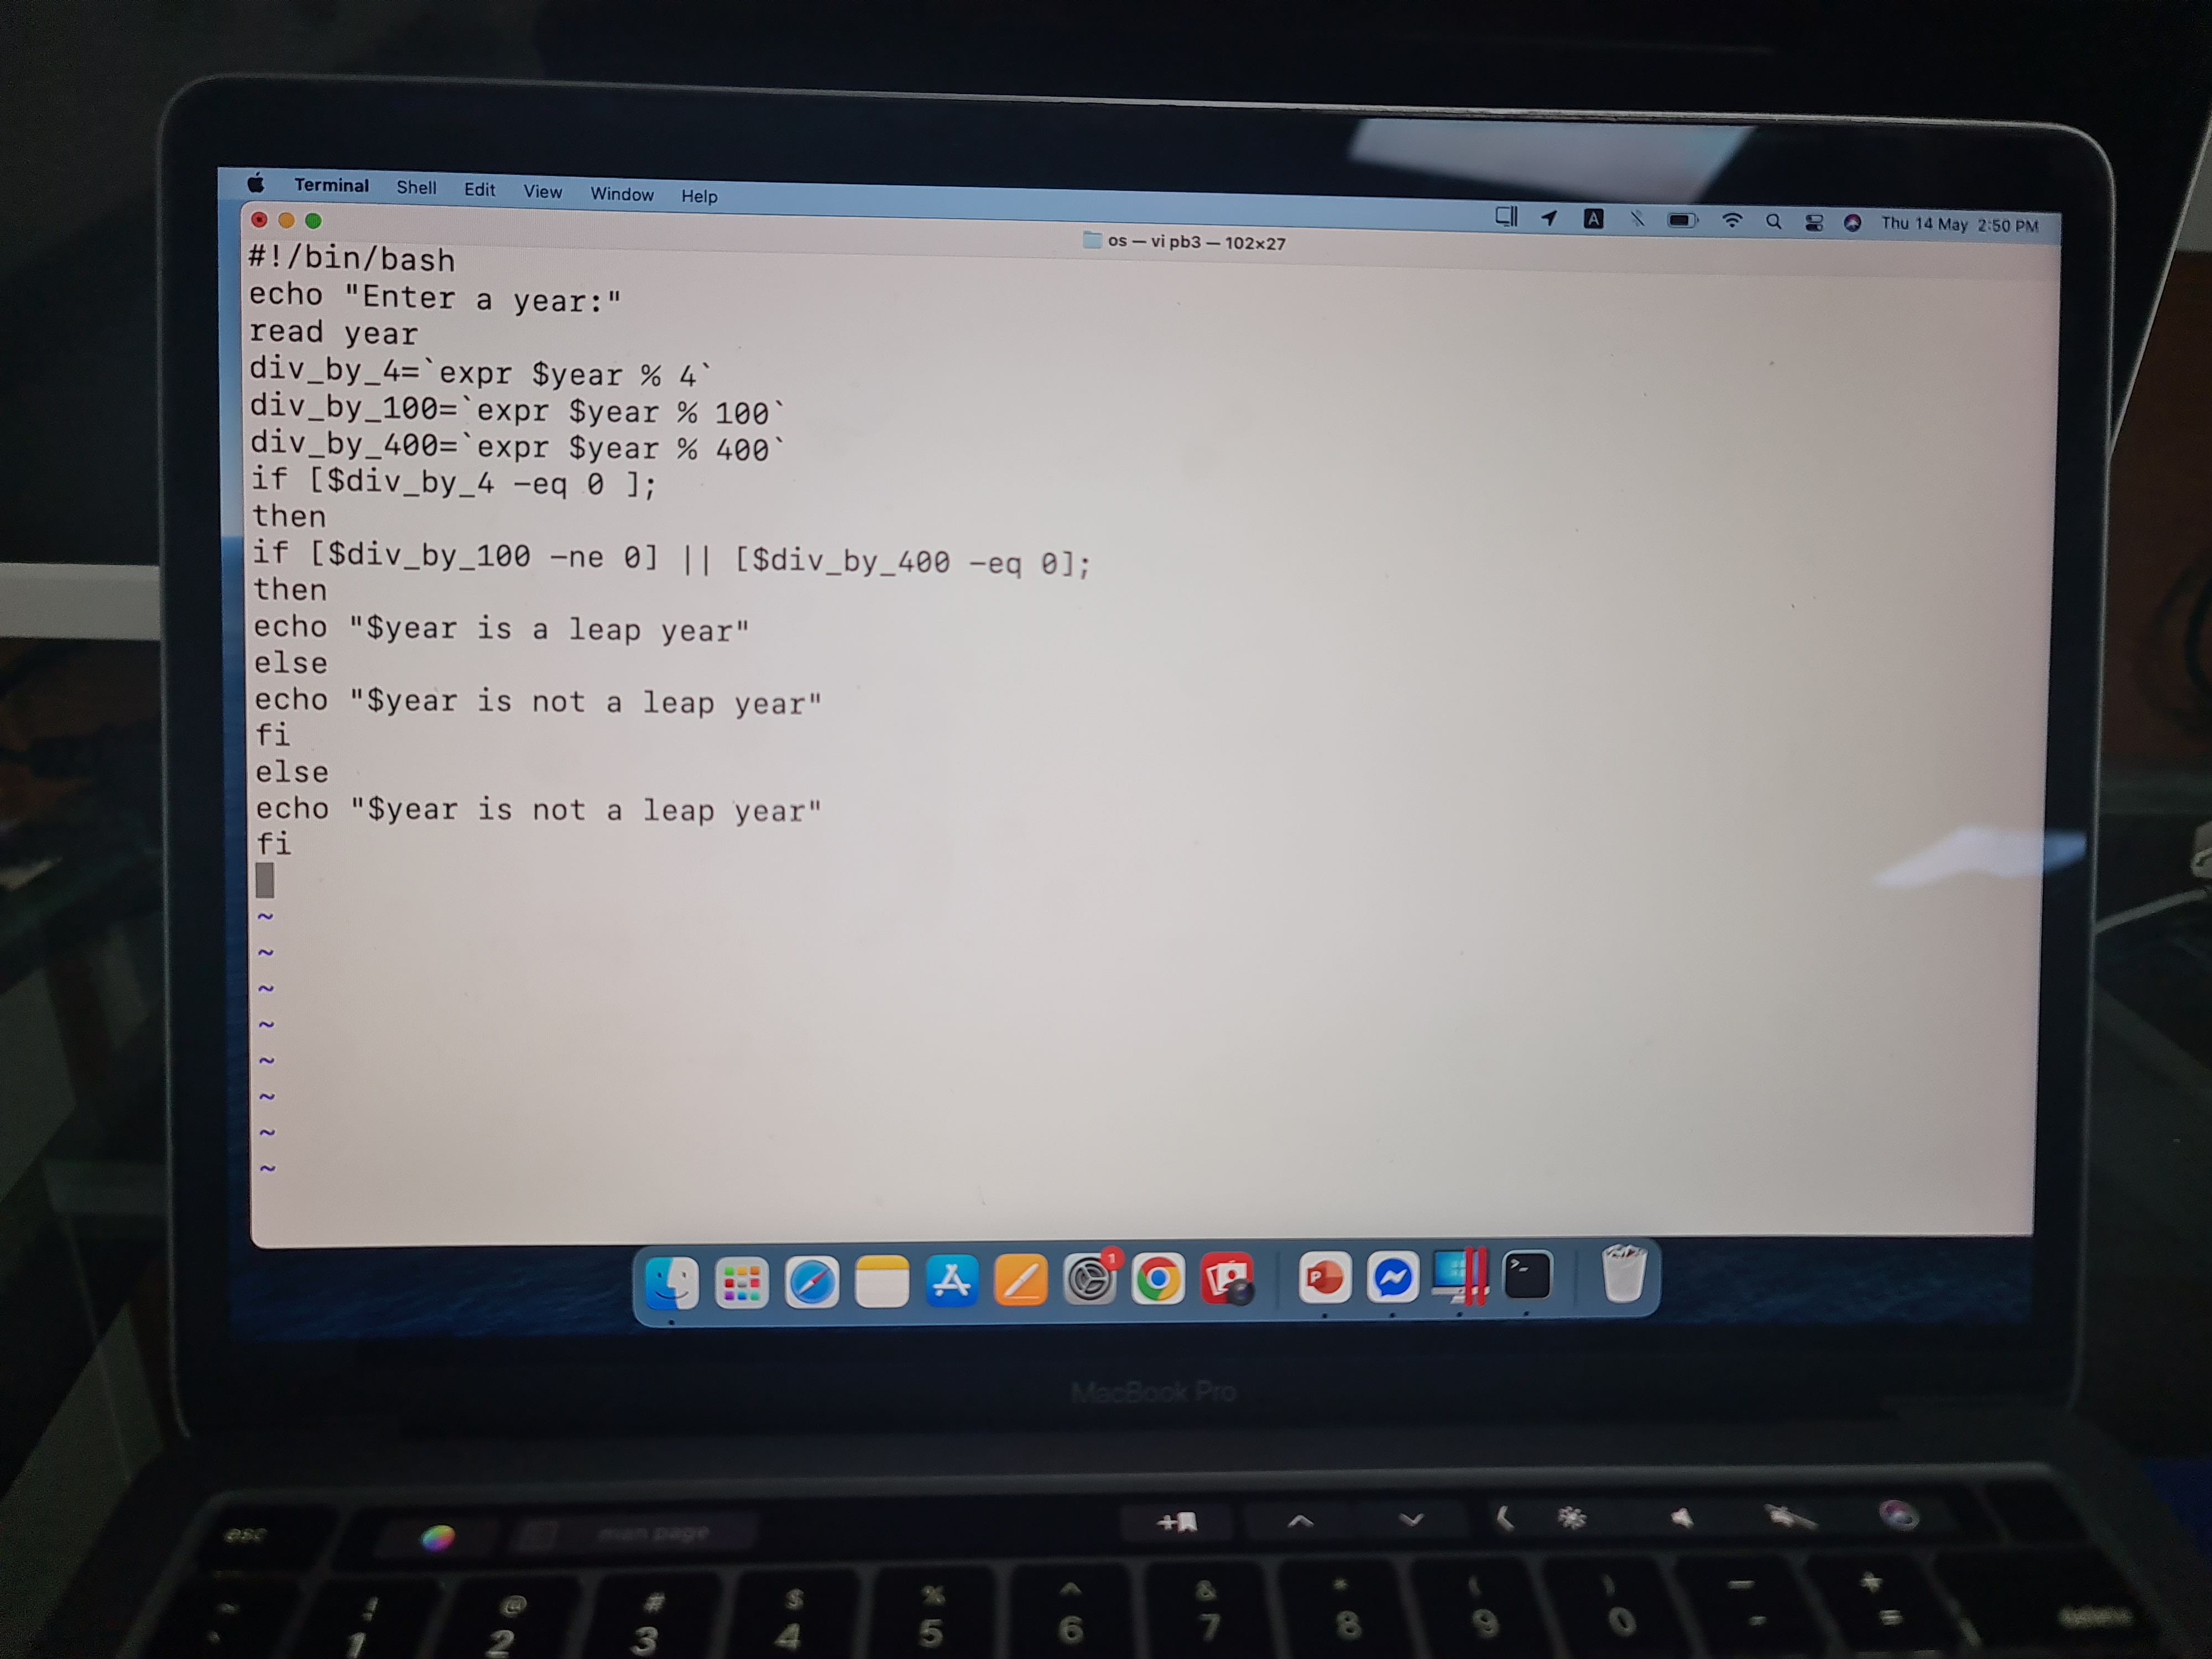 Terminal Shell Edit View Window Help
A Thu 14 May 2:50 PM
os — vi pb3 — 102×27
#!/bin/bash
echo "Enter a year:"
read year
div_by_4=`expr $year % 4`
div_by_100=`expr $year % 100`
div_by_400=`expr $year % 400`
if [$div_by_4 -eq 0 ];
then
if [$div_by_100 -ne 0] || [$div_by_400 -eq 0];
then
echo "$year is a leap year"
else
echo "$year is not a leap year"
fi
else
echo "$year is not a leap year"
fi
~
~
~
~
~
~
~
~
1
P
>_
MacBook Pro
esc
man page
~ ! @ # $ % ^ & * ( ) — +
` 1 2 3 4 5 6 7 8 9 0 - = delete